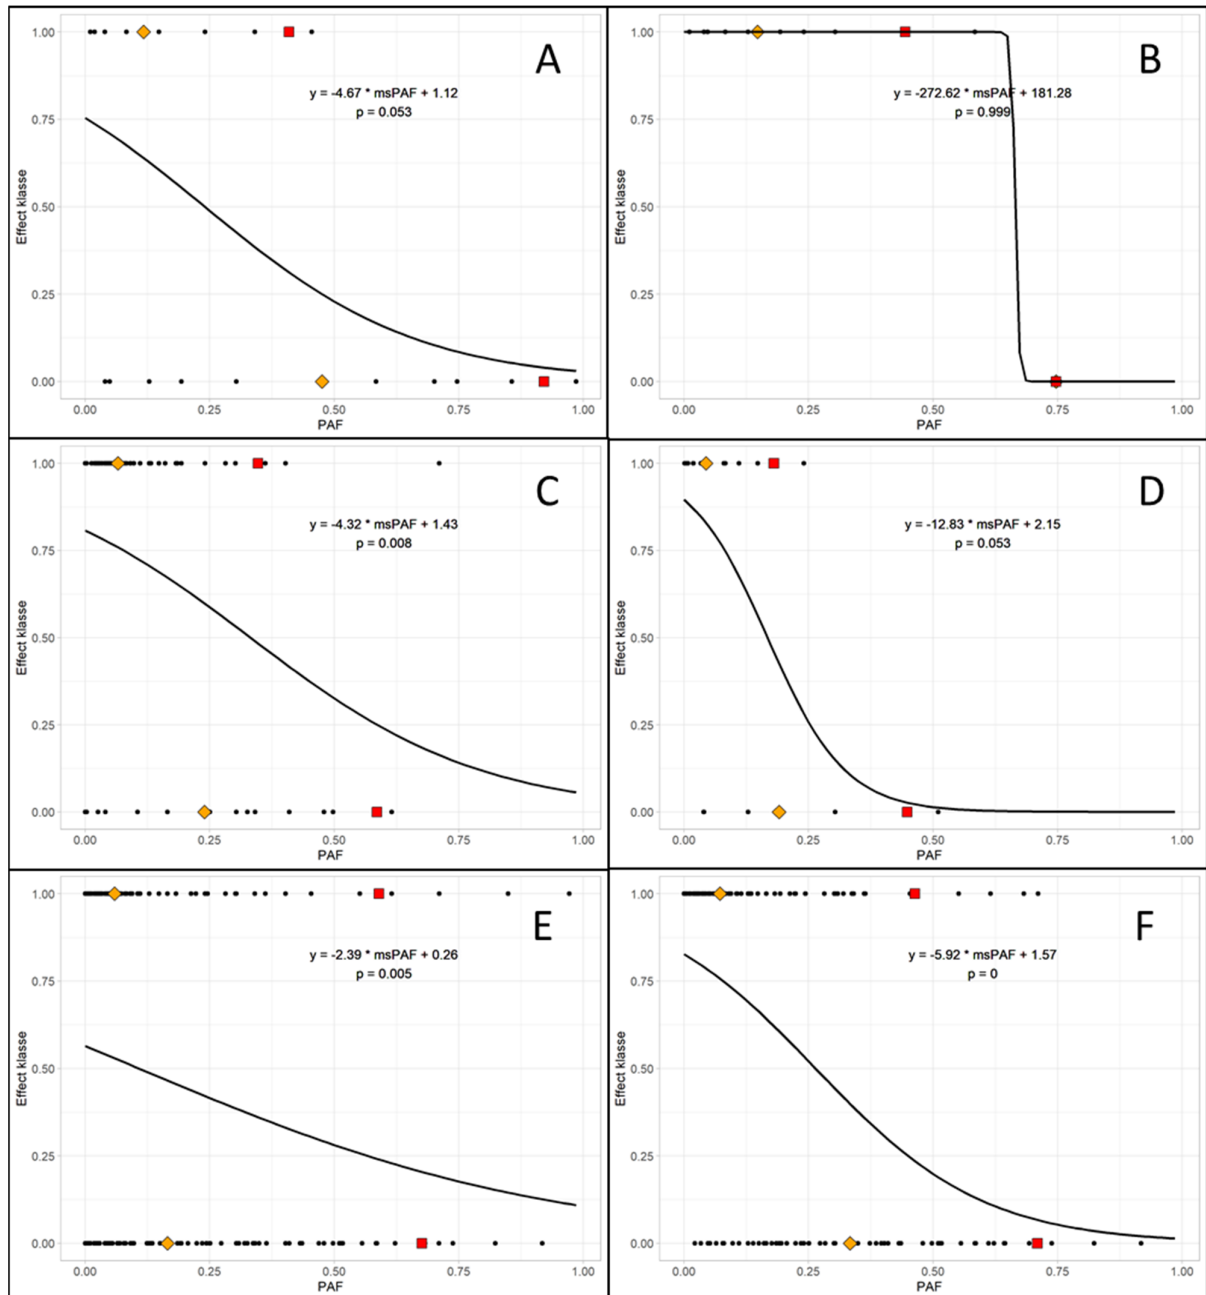 A
y = -4.67 * msPAF + 1.12
p = 0.053
1.00
0.75
0.50
0.25
0.00
Effect klasse
0.00 0.25 0.50 0.75 1.00
PAF
B
y = -272.62 * msPAF + 181.28
p = 0.999
1.00
0.75
0.50
0.25
0.00
Effect klasse
0.00 0.25 0.50 0.75 1.00
PAF
C
y = -4.32 * msPAF + 1.43
p = 0.008
1.00
0.75
0.50
0.25
0.00
Effect klasse
0.00 0.25 0.50 0.75 1.00
PAF
D
y = -12.83 * msPAF + 2.15
p = 0.053
1.00
0.75
0.50
0.25
0.00
Effect klasse
0.00 0.25 0.50 0.75 1.00
PAF
E
y = -2.39 * msPAF + 0.26
p = 0.005
1.00
0.75
0.50
0.25
0.00
Effect klasse
0.00 0.25 0.50 0.75 1.00
PAF
F
y = -5.92 * msPAF + 1.57
p = 0
1.00
0.75
0.50
0.25
0.00
Effect klasse
0.00 0.25 0.50 0.75 1.00
PAF